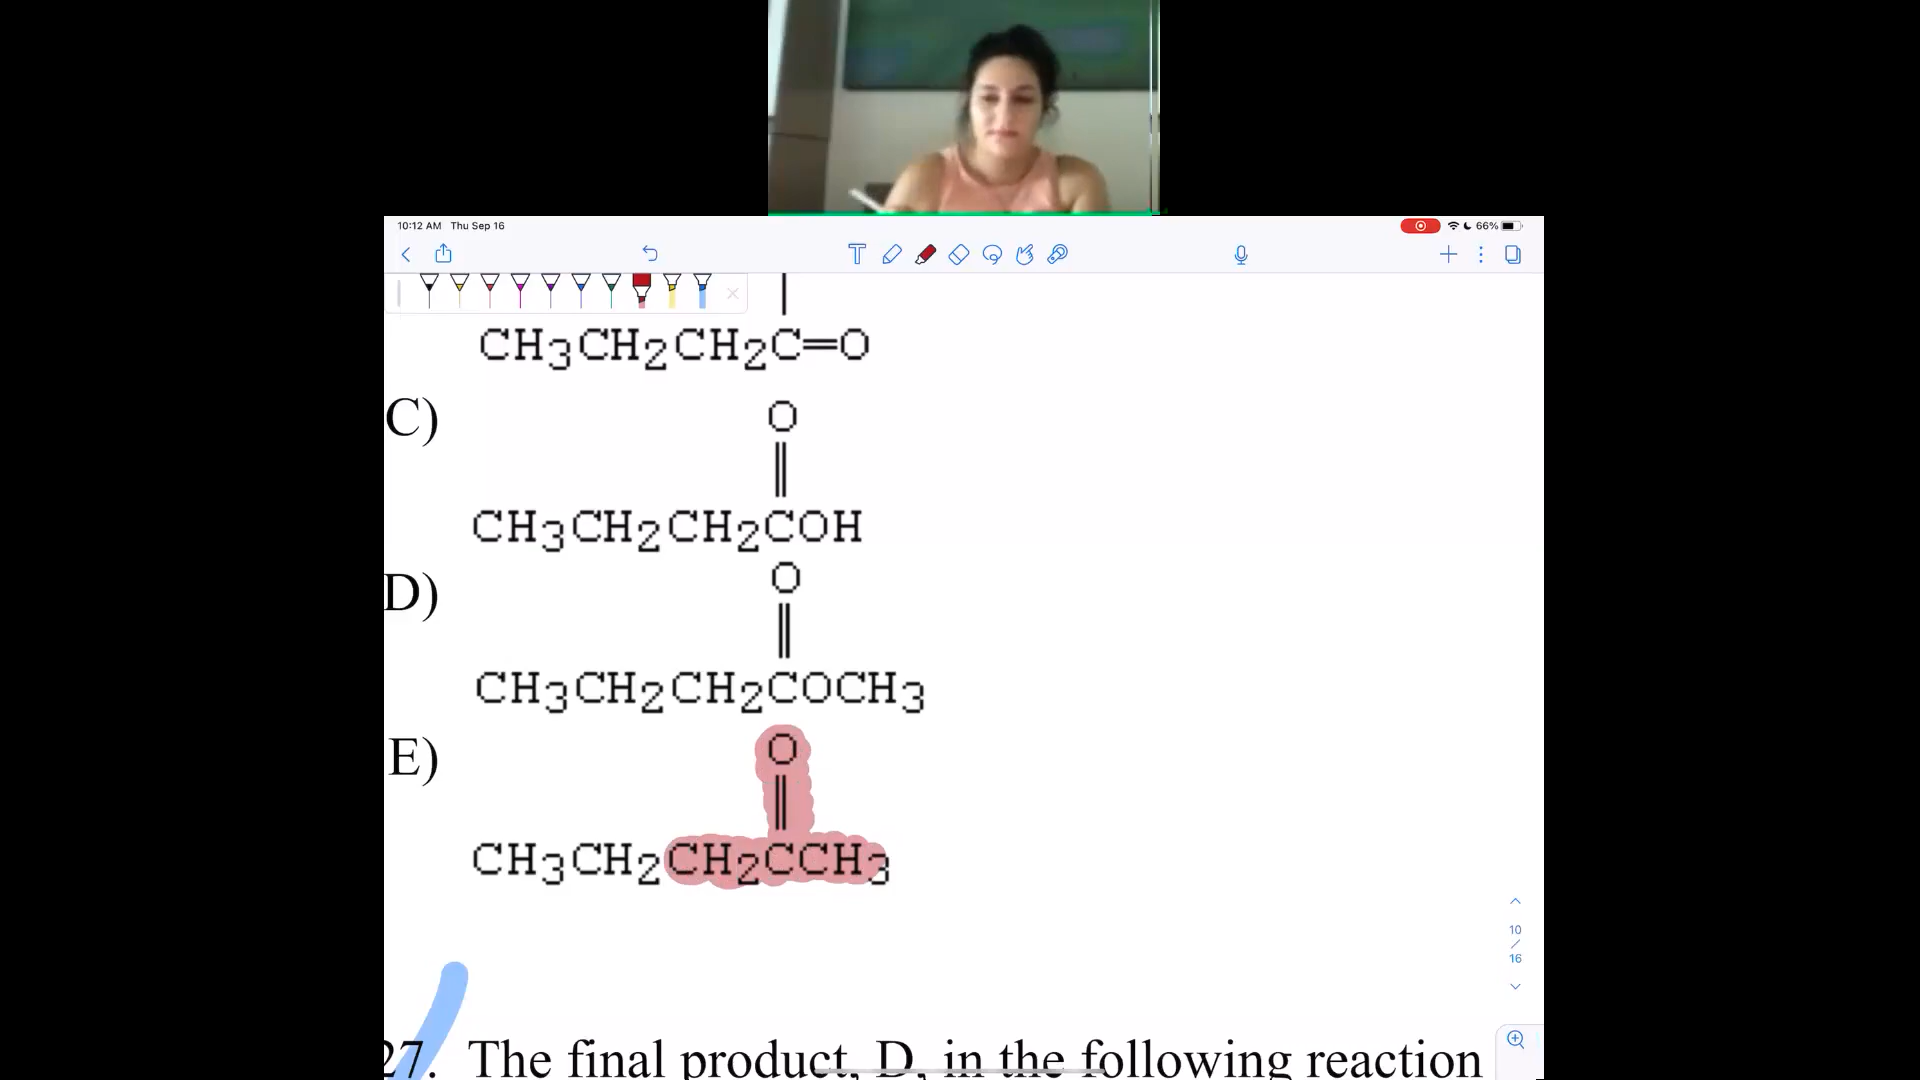 10:12 AM Thu Sep 16
66%
CH3CH2CH2C=O
C)
O
CH3CH2CH2COH
D)
O
CH3CH2CH2COCH3
E)
O
CH3CH2CH2CCH3
10
/
16
27. The final product, D, in the following reaction